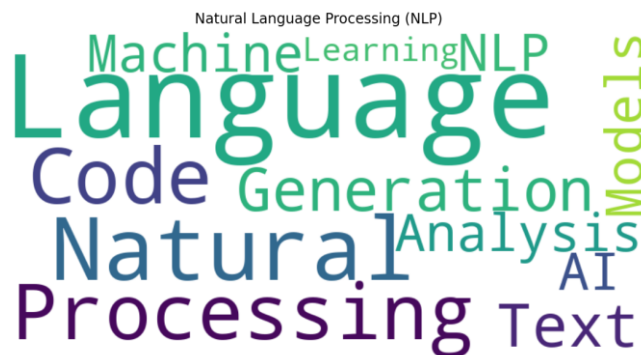 Natural Language Processing (NLP)
Machine Learning NLP
Language
Models
Code
Generation
Natural
Analysis
AI
Processing
Text